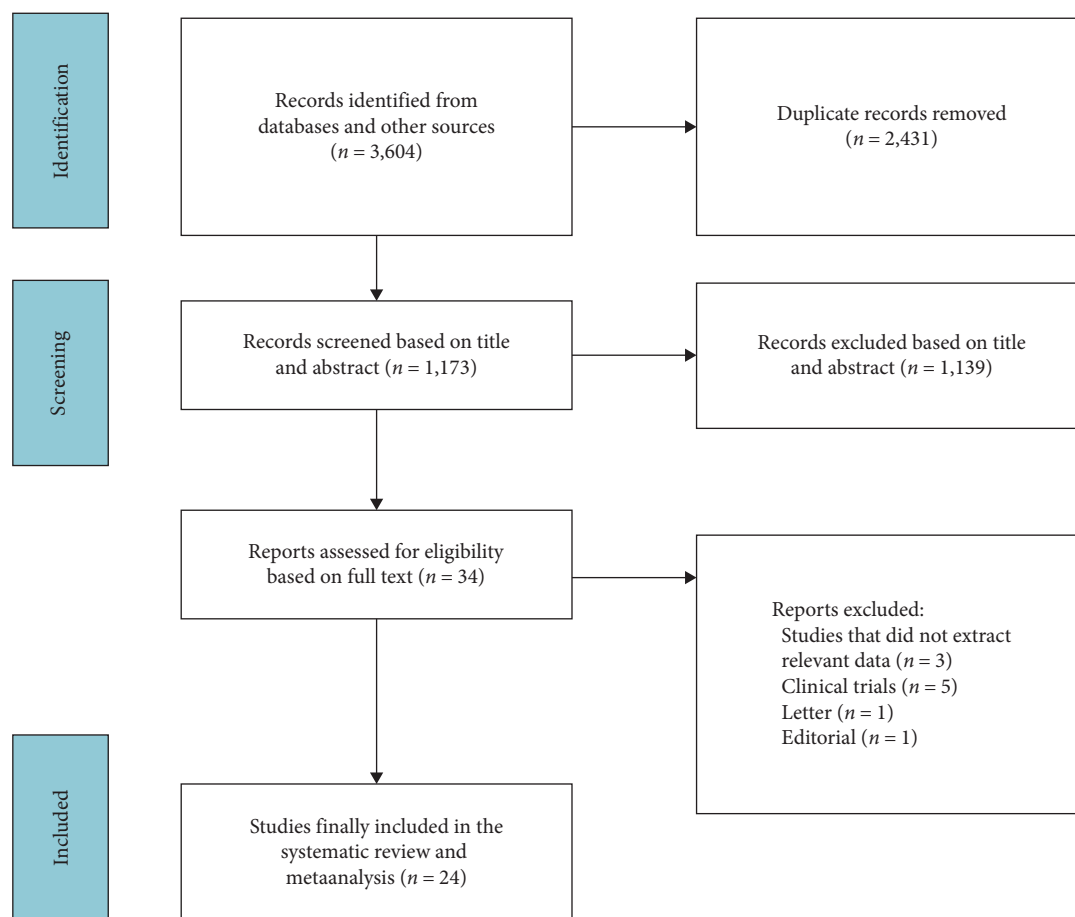 Identification
Records identified from
databases and other sources
(n = 3,604)
Duplicate records removed
(n = 2,431)
Screening
Records screened based on title
and abstract (n = 1,173)
Records excluded based on title
and abstract (n = 1,139)
Reports assessed for eligibility
based on full text (n = 34)
Reports excluded:
Studies that did not extract
relevant data (n = 3)
Clinical trials (n = 5)
Letter (n = 1)
Editorial (n = 1)
Included
Studies finally included in the
systematic review and
metaanalysis (n = 24)